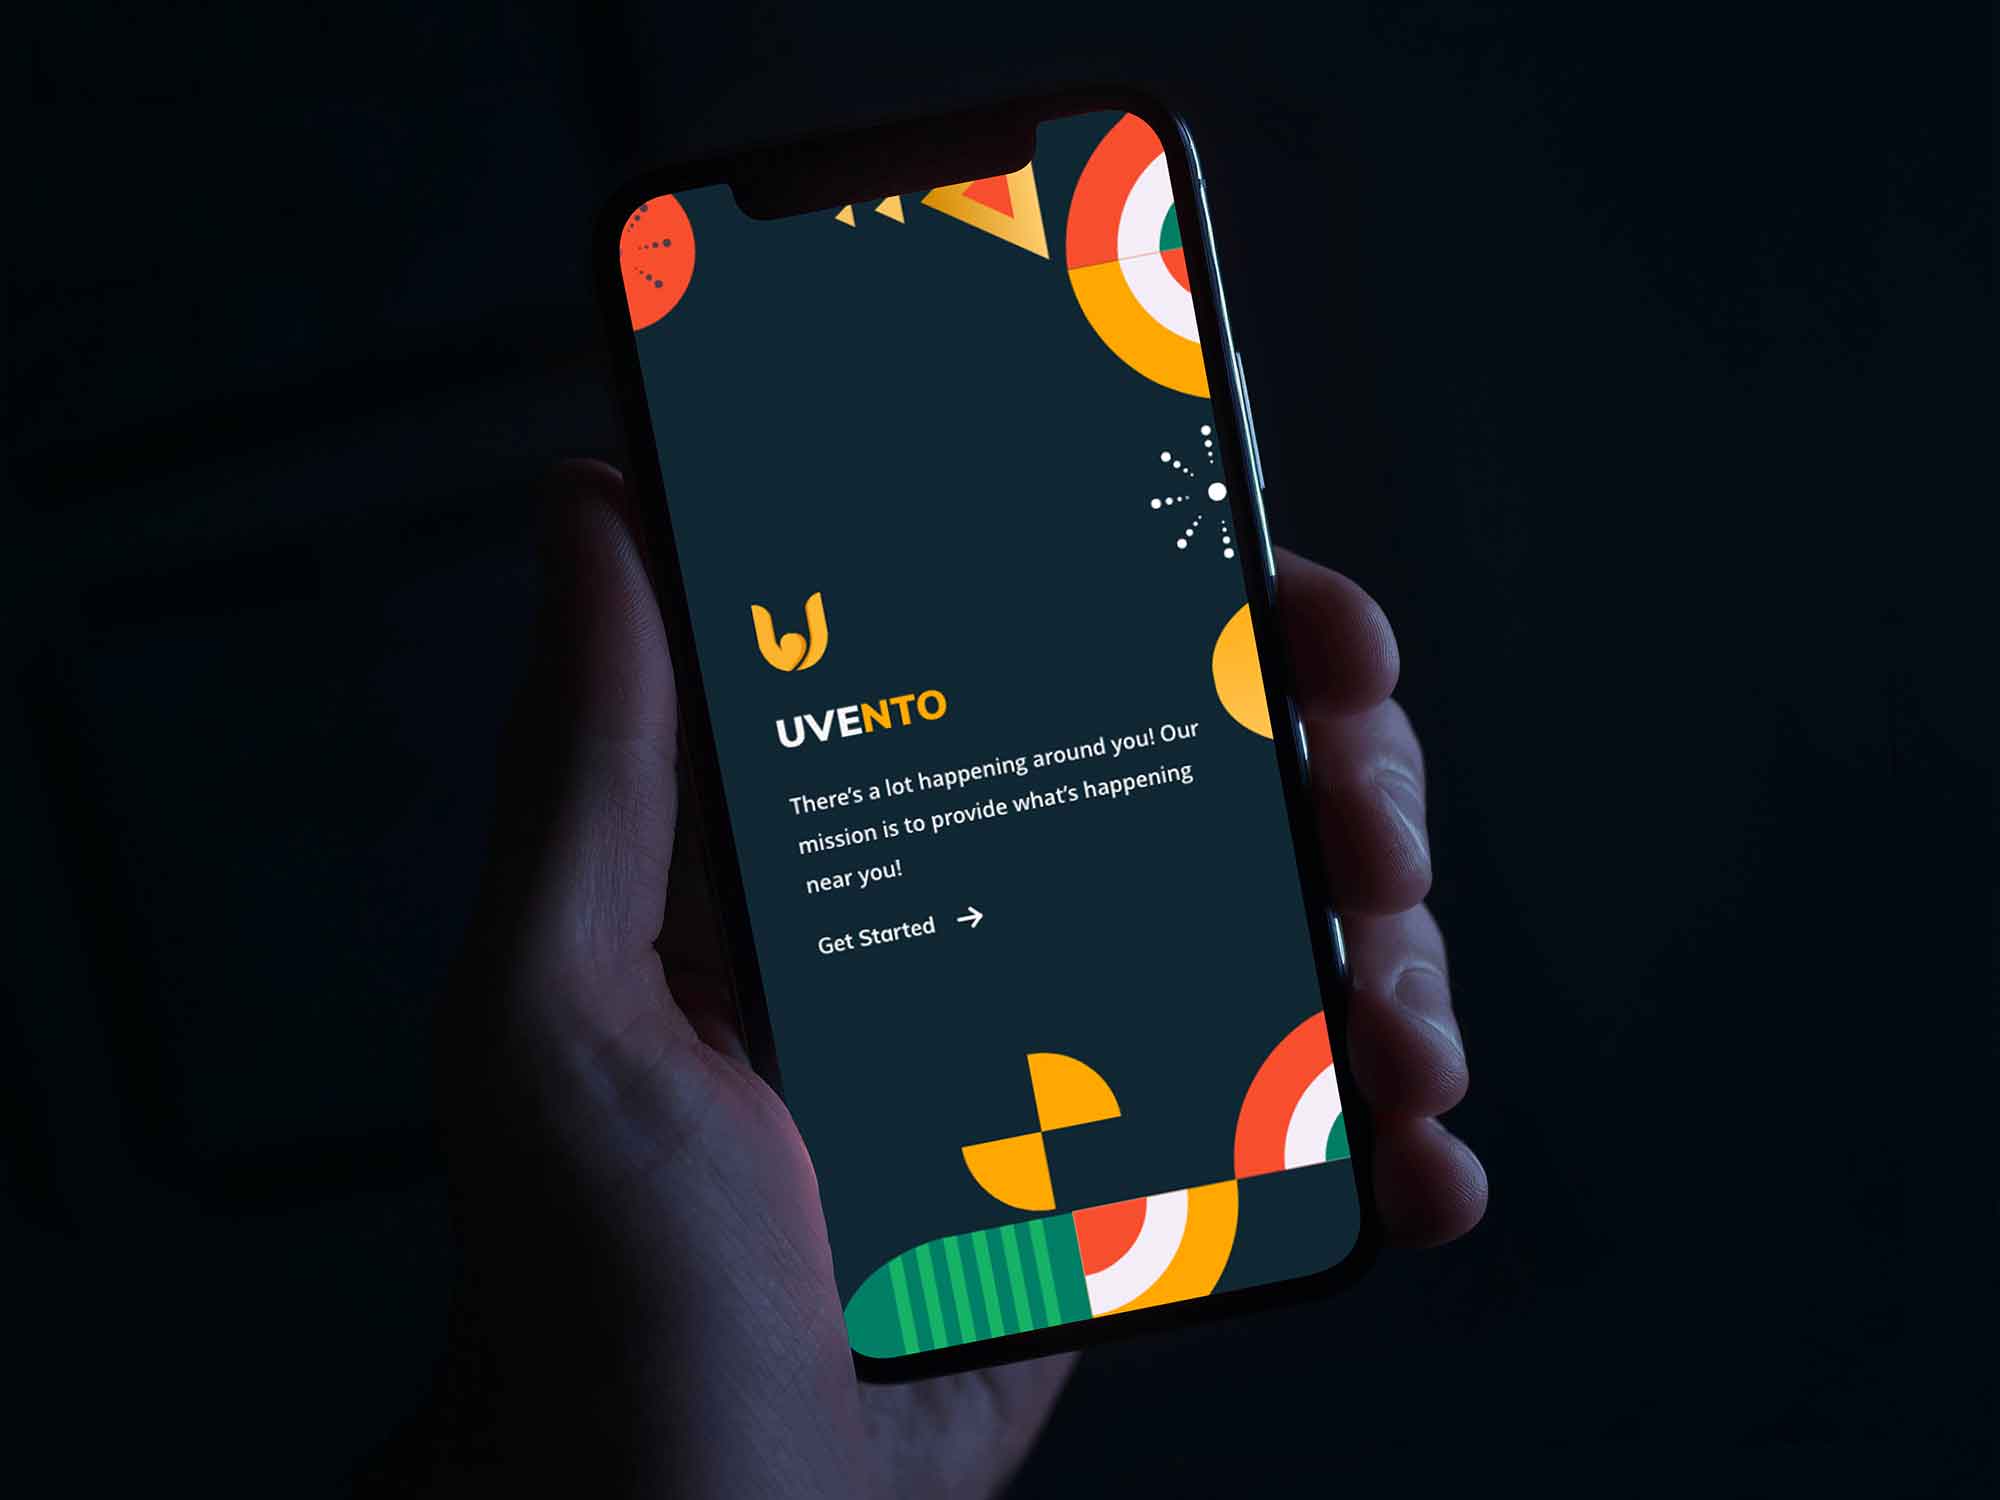 UVENTO
There's a lot happening around you! Our
mission is to provide what's happening
near you!
Get Started →